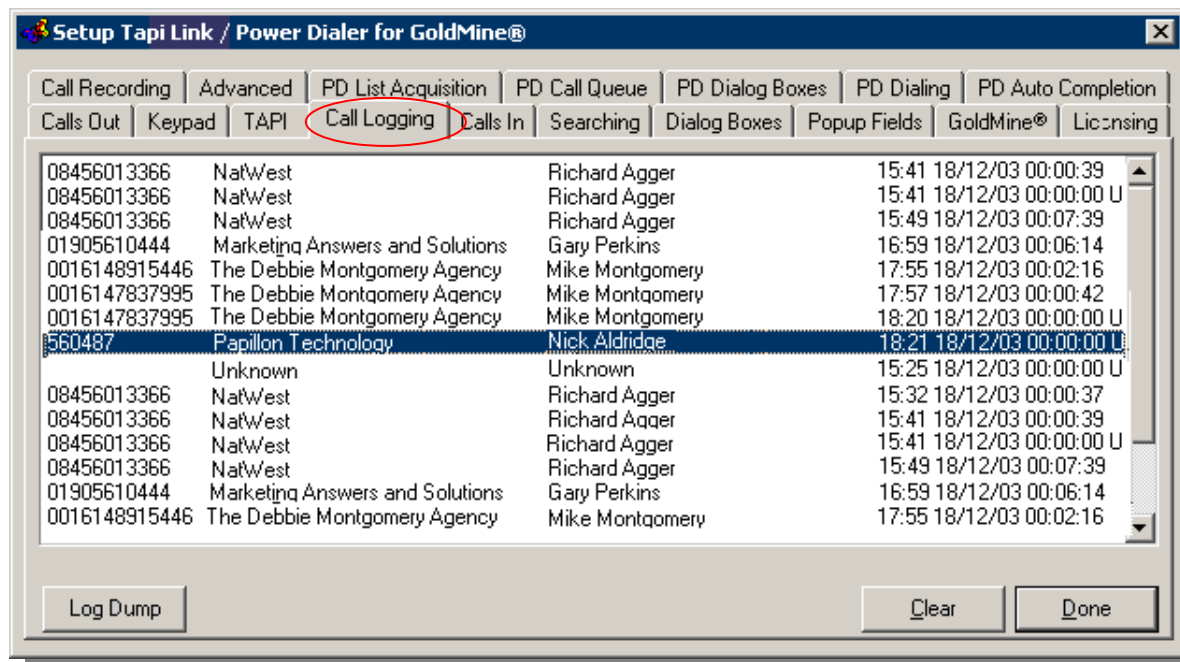 Setup Tapi Link / Power Dialer for GoldMine®
Call Recording Advanced PD List Acquisition PD Call Queue PD Dialog Boxes PD Dialing PD Auto Completion
Calls Out Keypad TAPI Call Logging Calls In Searching Dialog Boxes Popup Fields GoldMine® Licensing
08456013366 NatWest Richard Agger 15:41 18/12/03 00:00:39
08456013366 NatWest Richard Agger 15:41 18/12/03 00:00:00 U
08456013366 NatWest Richard Agger 15:49 18/12/03 00:07:39
01905610444 Marketing Answers and Solutions Gary Perkins 16:59 18/12/03 00:06:14
0016148915446 The Debbie Montgomery Agency Mike Montgomery 17:55 18/12/03 00:02:16
0016147837995 The Debbie Montgomery Agency Mike Montgomery 17:57 18/12/03 00:00:42
0016147837995 The Debbie Montgomery Agency Mike Montgomery 18:20 18/12/03 00:00:00 U
560487 Papillon Technology Nick Aldridge 18:21 18/12/03 00:00:00 U
Unknown Unknown 15:25 18/12/03 00:00:00 U
08456013366 NatWest Richard Agger 15:32 18/12/03 00:00:37
08456013366 NatWest Richard Agger 15:41 18/12/03 00:00:39
08456013366 NatWest Richard Agger 15:41 18/12/03 00:00:00 U
08456013366 NatWest Richard Agger 15:49 18/12/03 00:07:39
01905610444 Marketing Answers and Solutions Gary Perkins 16:59 18/12/03 00:06:14
0016148915446 The Debbie Montgomery Agency Mike Montgomery 17:55 18/12/03 00:02:16
Log Dump Clear Done